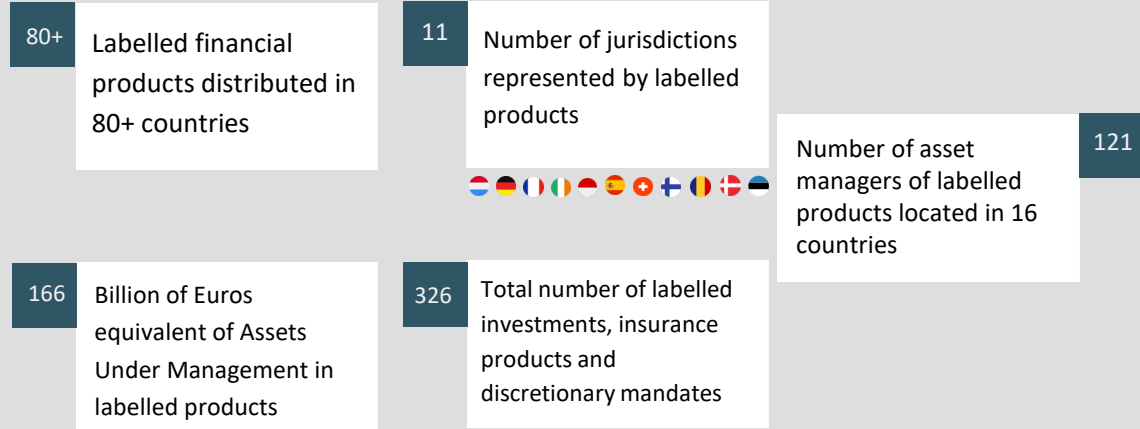 80+
Labelled financial
products distributed in
80+ countries
11
Number of jurisdictions
represented by labelled
products
121
Number of asset
managers of labelled
products located in 16
countries
166
Billion of Euros
equivalent of Assets
Under Management in
labelled products
326
Total number of labelled
investments, insurance
products and
discretionary mandates